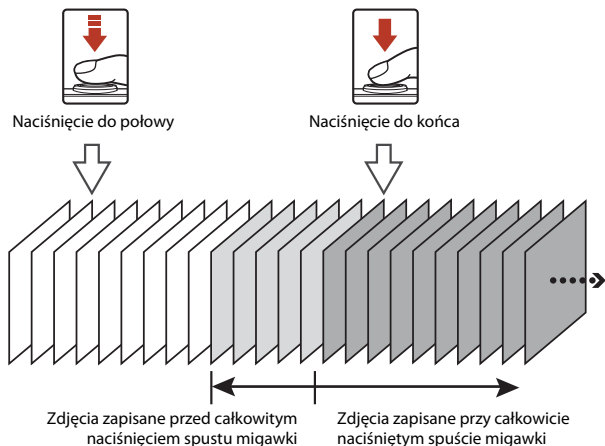 Naciśnięcie do połowy
Naciśnięcie do końca
Zdjęcia zapisane przed całkowitym
naciśnięciem spustu migawki
Zdjęcia zapisane przy całkowicie
naciśniętym spuście migawki